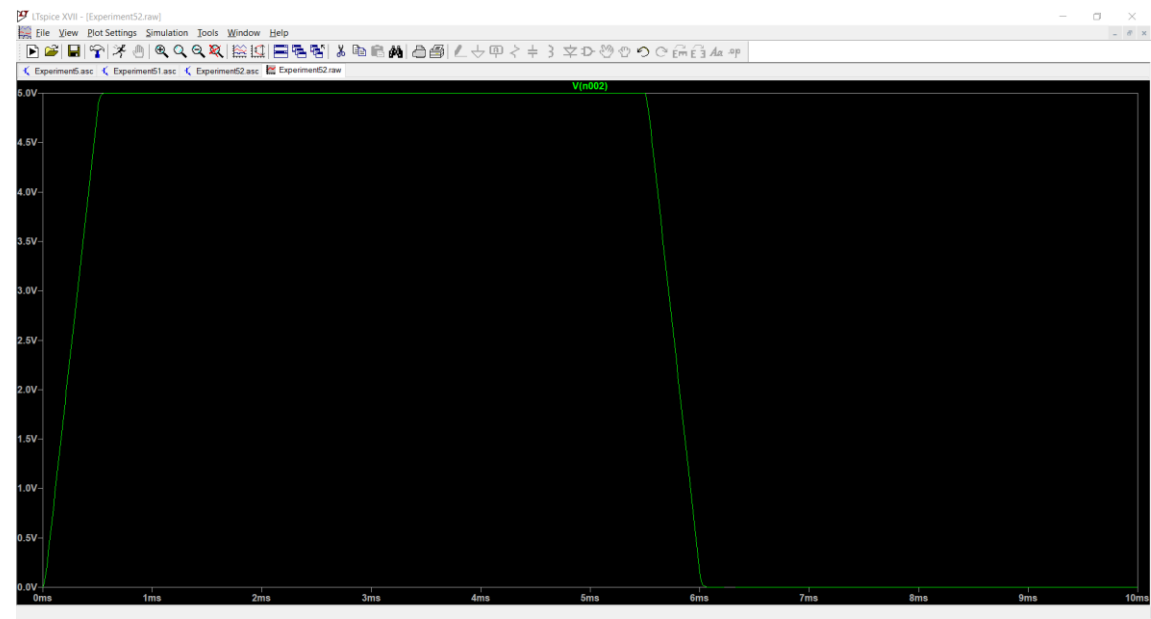 LTspice XVII - [Experiment52.raw]
File View Plot Settings Simulation Tools Window Help
Experiment5.asc Experiment51.asc Experiment52.asc Experiment52.raw
V(n002)
5.0V
4.5V
4.0V
3.5V
3.0V
2.5V
2.0V
1.5V
1.0V
0.5V
0.0V
0ms 1ms 2ms 3ms 4ms 5ms 6ms 7ms 8ms 9ms 10ms